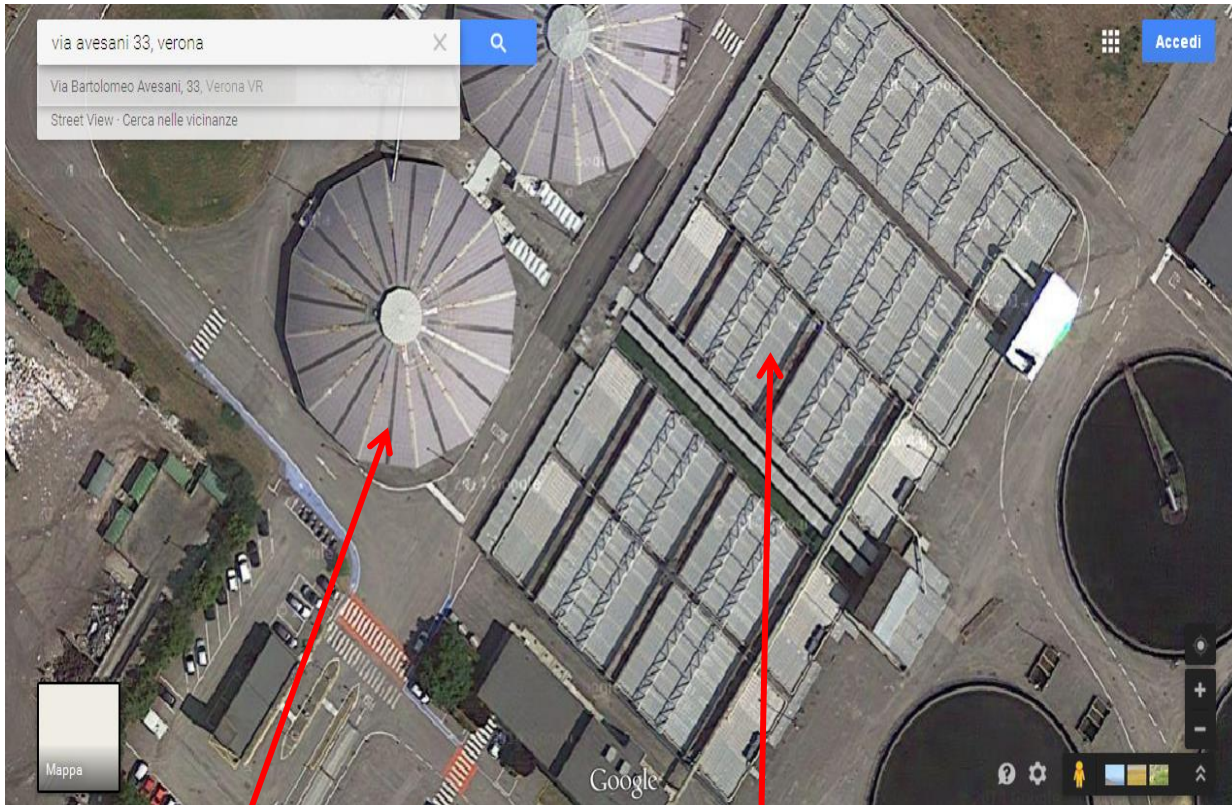 via avesani 33, verona
Accedi
Via Bartolomeo Avesani, 33, Verona VR
Street View · Cerca nelle vicinanze
Mappa
Google